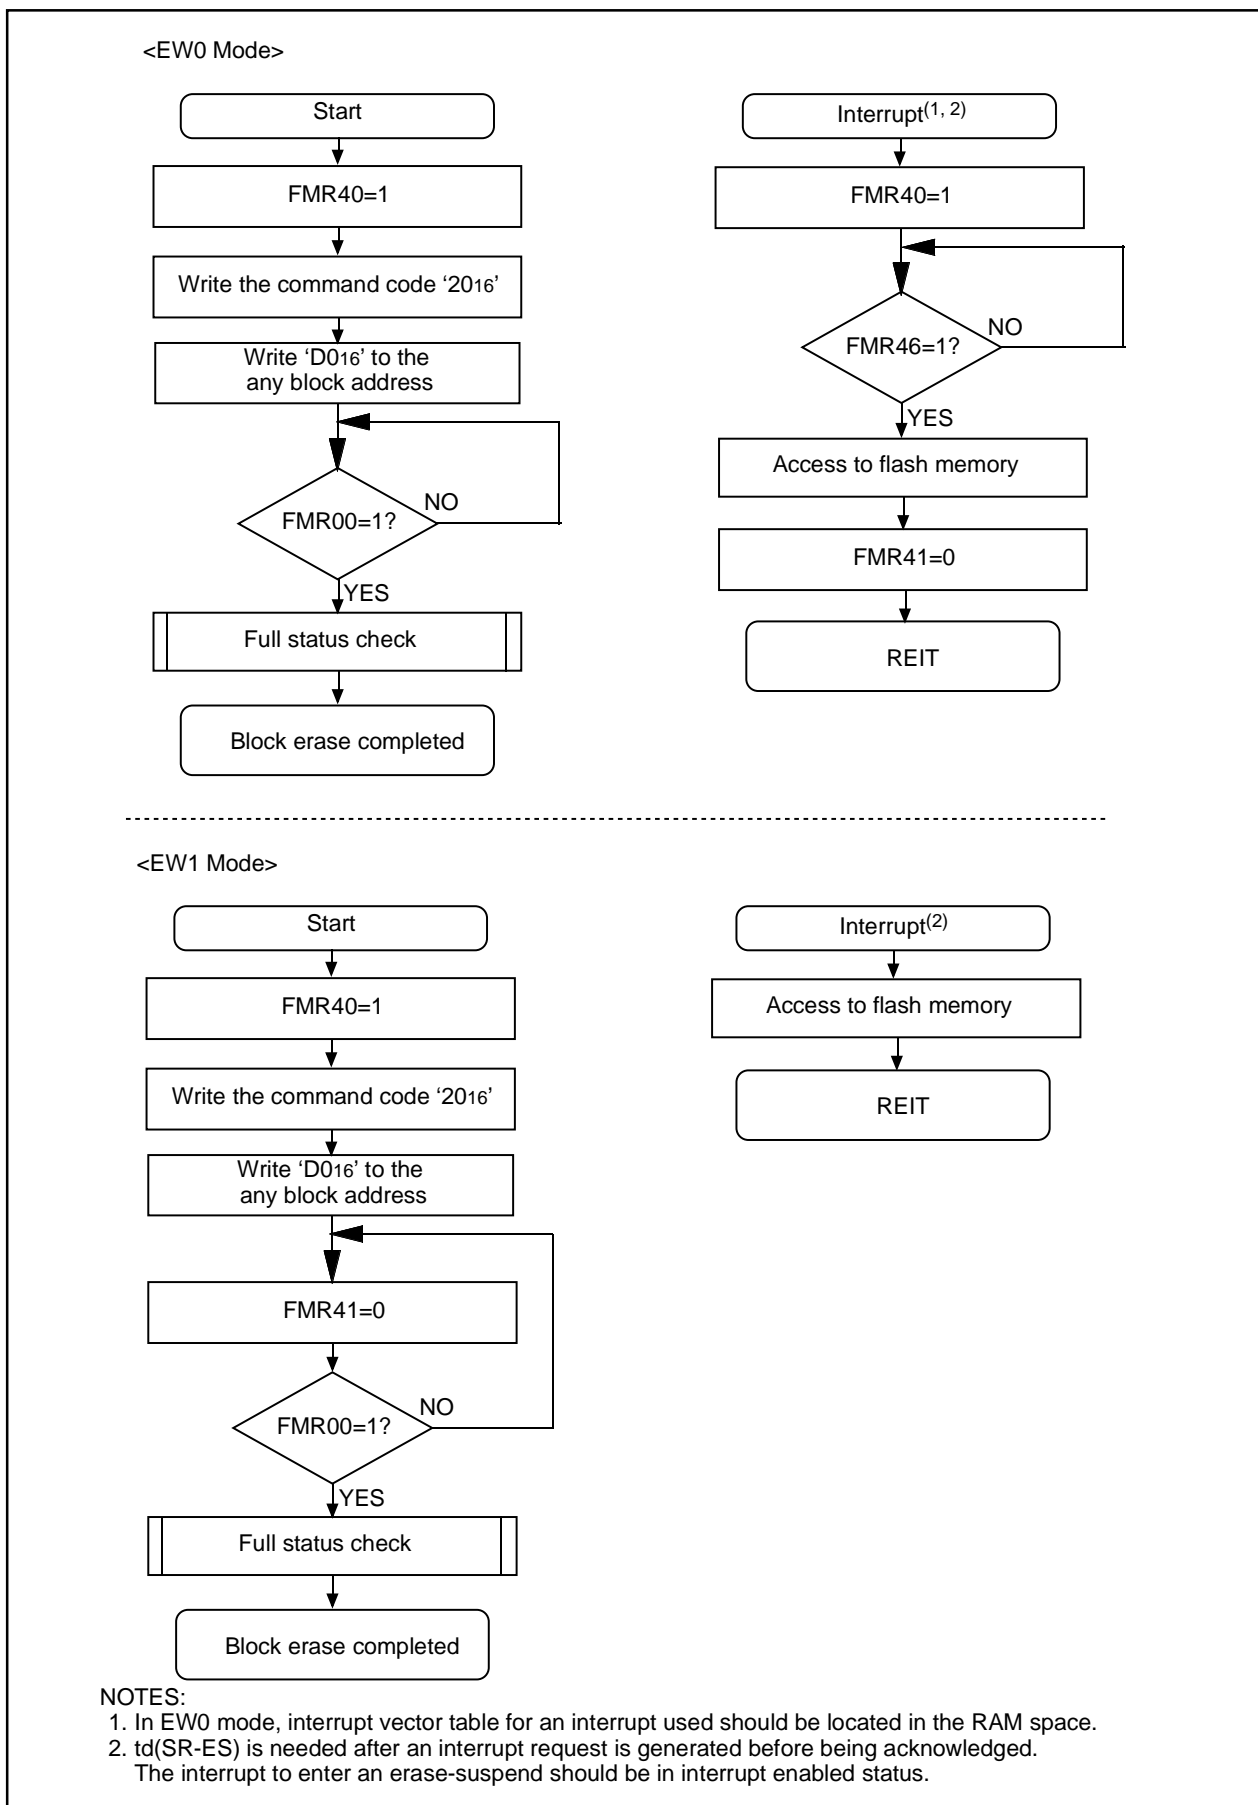 <EW0 Mode>
Start
FMR40=1
Write the command code ‘2016’
Write ‘D016’ to the
any block address
FMR00=1?
NO
YES
Full status check
Block erase completed
Interrupt(1, 2)
FMR40=1
FMR46=1?
NO
YES
Access to flash memory
FMR41=0
REIT
<EW1 Mode>
Start
FMR40=1
Write the command code ‘2016’
Write ‘D016’ to the
any block address
FMR41=0
FMR00=1?
NO
YES
Full status check
Block erase completed
Interrupt(2)
Access to flash memory
REIT
NOTES:
1. In EW0 mode, interrupt vector table for an interrupt used should be located in the RAM space.
2. td(SR-ES) is needed after an interrupt request is generated before being acknowledged.
The interrupt to enter an erase-suspend should be in interrupt enabled status.